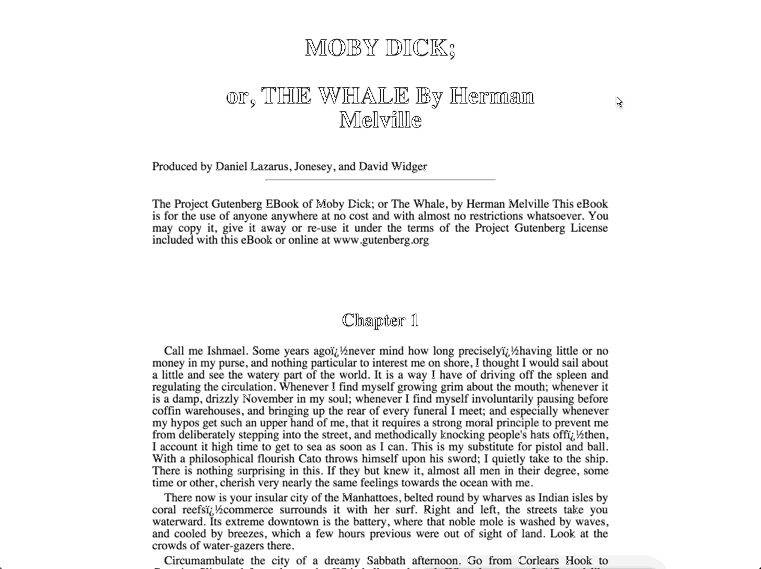 MOBY DICK;
or, THE WHALE By Herman
Melville
Produced by Daniel Lazarus, Jonesey, and David Widger
The Project Gutenberg EBook of Moby Dick; or The Whale, by Herman Melville This eBook
is for the use of anyone anywhere at no cost and with almost no restrictions whatsoever. You
may copy it, give it away or re-use it under the terms of the Project Gutenberg License
included with this eBook or online at www.gutenberg.org
Chapter 1
Call me Ishmael. Some years agoï¿½never mind how long preciselyï¿½having little or no
money in my purse, and nothing particular to interest me on shore, I thought I would sail about
a little and see the watery part of the world. It is a way I have of driving off the spleen and
regulating the circulation. Whenever I find myself growing grim about the mouth; whenever it
is a damp, drizzly November in my soul; whenever I find myself involuntarily pausing before
coffin warehouses, and bringing up the rear of every funeral I meet; and especially whenever
my hypos get such an upper hand of me, that it requires a strong moral principle to prevent me
from deliberately stepping into the street, and methodically knocking people's hats offï¿½then,
I account it high time to get to sea as soon as I can. This is my substitute for pistol and ball.
With a philosophical flourish Cato throws himself upon his sword; I quietly take to the ship.
There is nothing surprising in this. If they but knew it, almost all men in their degree, some
time or other, cherish very nearly the same feelings towards the ocean with me.
There now is your insular city of the Manhattoes, belted round by wharves as Indian isles by
coral reefsï¿½commerce surrounds it with her surf. Right and left, the streets take you
waterward. Its extreme downtown is the battery, where that noble mole is washed by waves,
and cooled by breezes, which a few hours previous were out of sight of land. Look at the
crowds of water-gazers there.
Circumambulate the city of a dreamy Sabbath afternoon. Go from Corlears Hook to